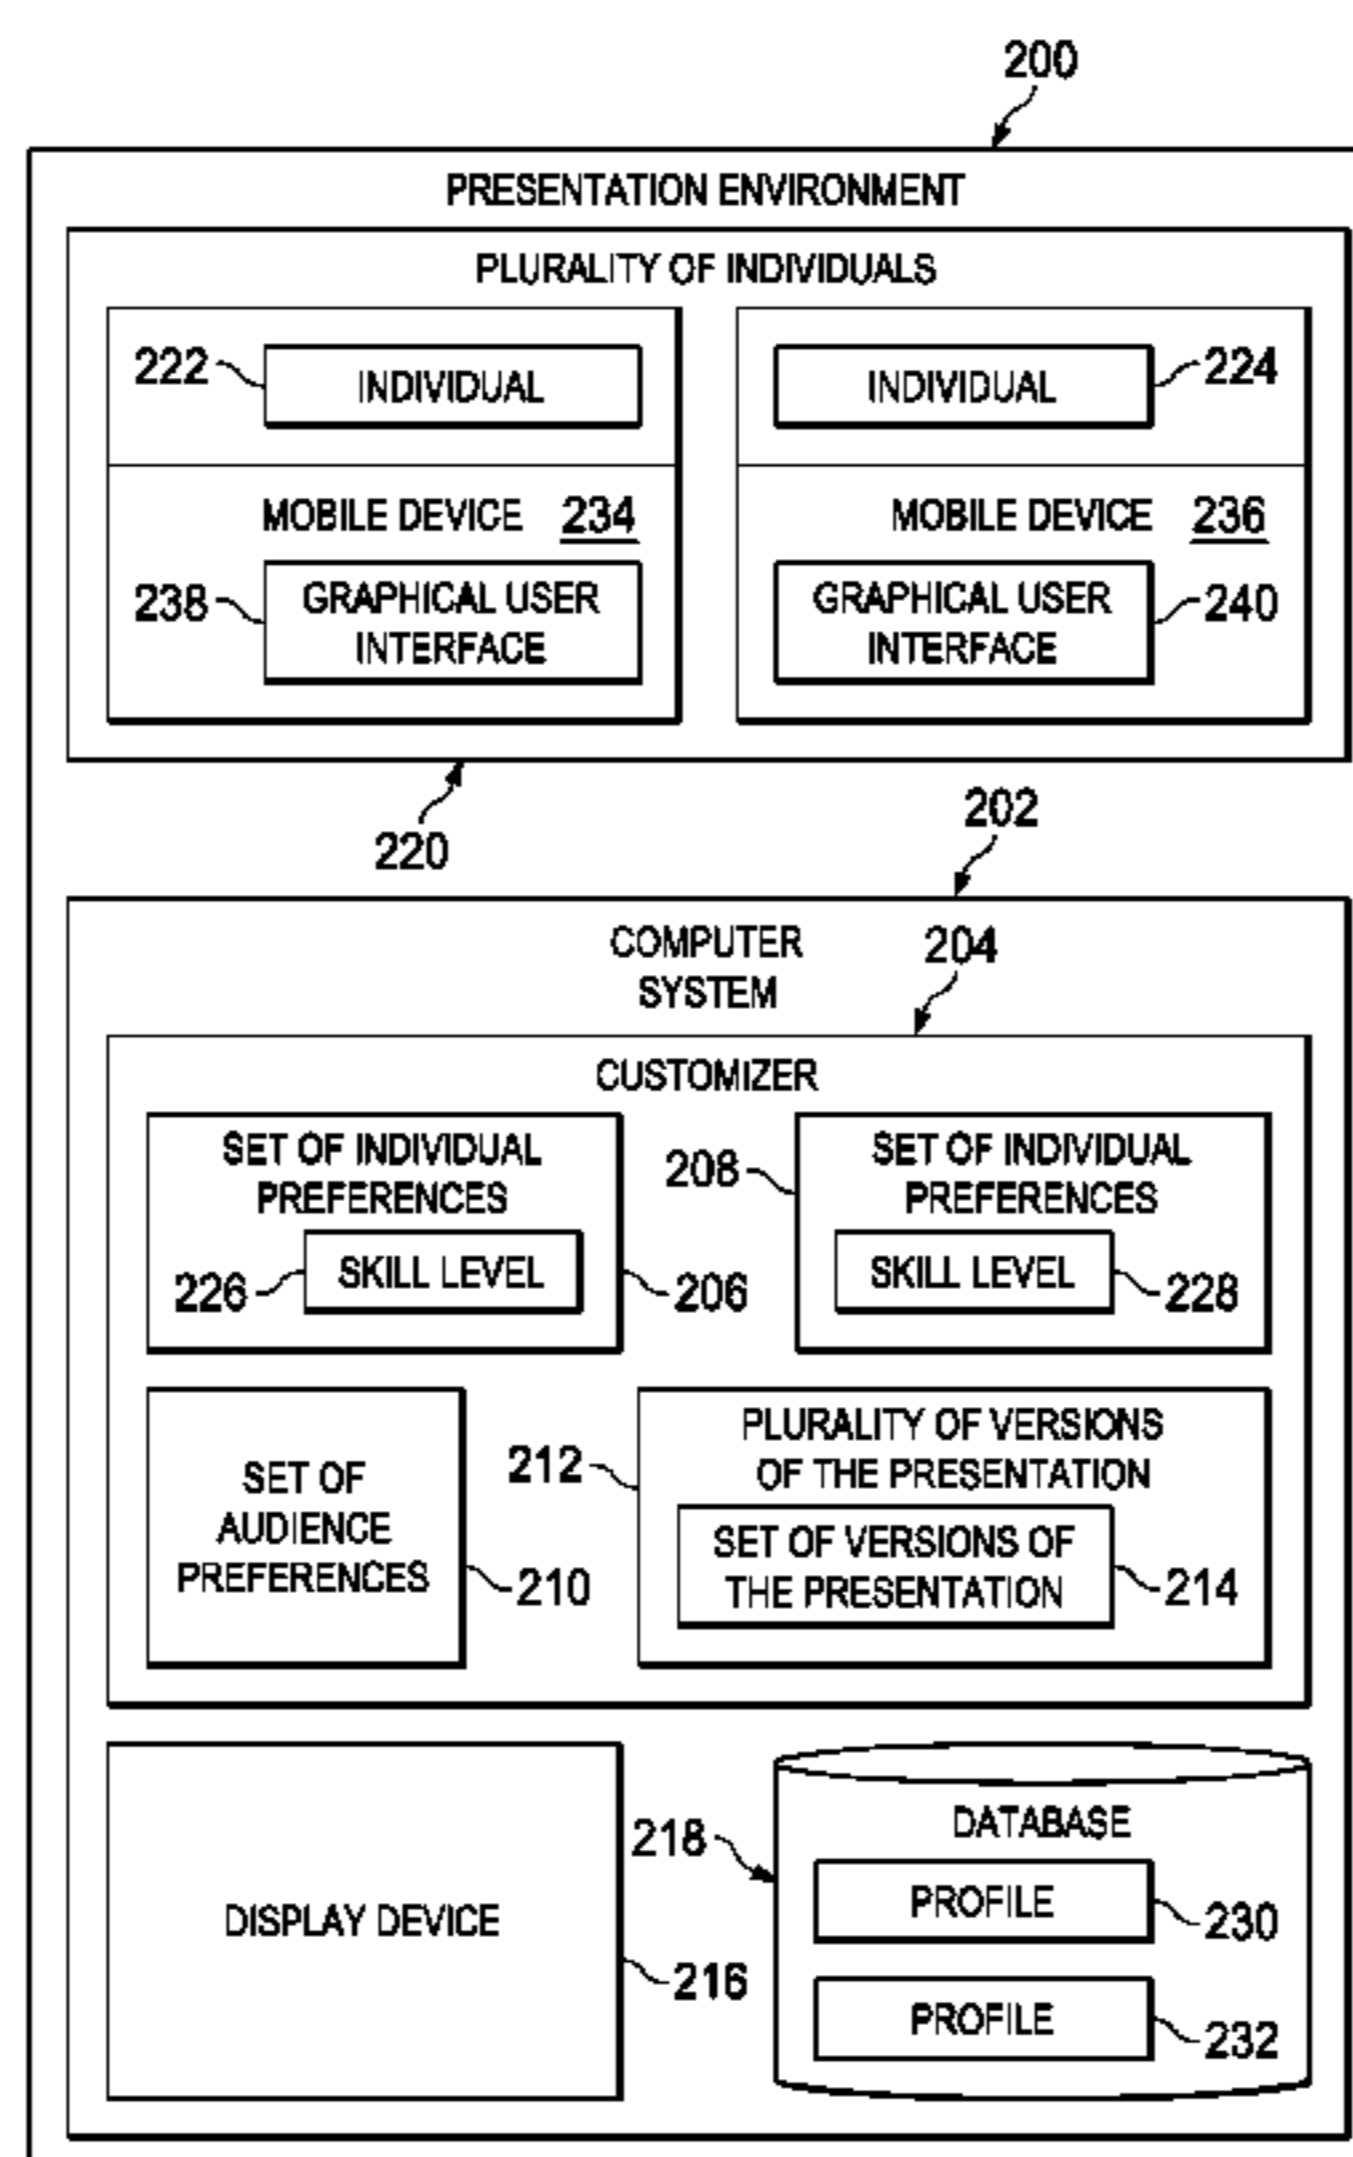 200
PRESENTATION ENVIRONMENT
PLURALITY OF INDIVIDUALS
222 INDIVIDUAL
INDIVIDUAL 224
MOBILE DEVICE 234
MOBILE DEVICE 236
238 GRAPHICAL USER
INTERFACE
GRAPHICAL USER 240
INTERFACE
220
202
COMPUTER
SYSTEM
204
CUSTOMIZER
SET OF INDIVIDUAL
PREFERENCES
226 SKILL LEVEL 206
208 SET OF INDIVIDUAL
PREFERENCES
SKILL LEVEL 228
SET OF
AUDIENCE
PREFERENCES 210
212 PLURALITY OF VERSIONS
OF THE PRESENTATION
SET OF VERSIONS OF
THE PRESENTATION 214
DISPLAY DEVICE
216
218 DATABASE
PROFILE 230
PROFILE 232